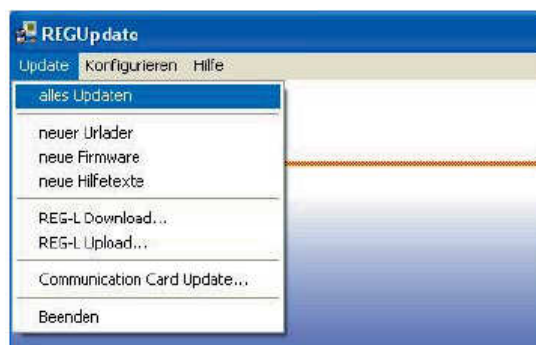 REGUpdate
Update Konfigurieren Hilfe
alles Updaten
neuer Urlader
neue Firmware
neue Hilfetexte
REG-L Download...
REG-L Upload...
Communication Card Update...
Beenden